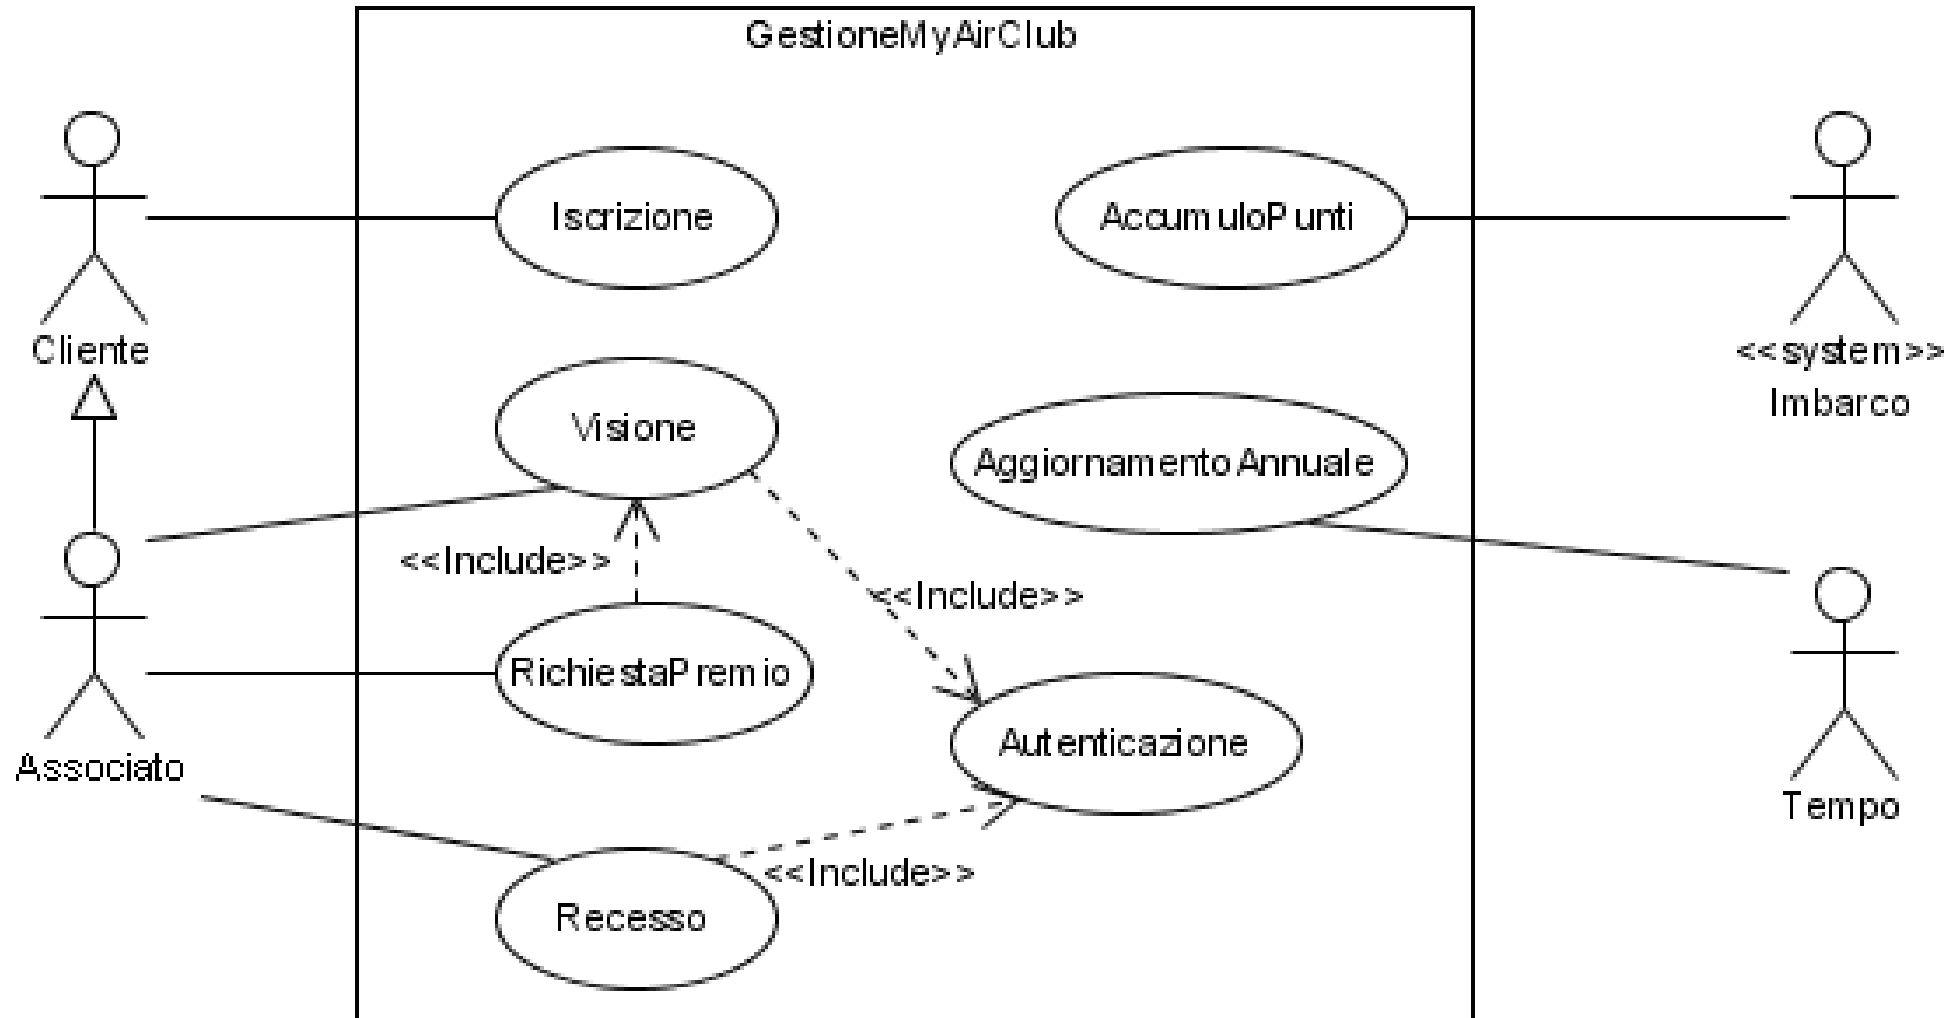 GestioneMyAirClub
Iscrizione
AccumuloPunti
Cliente
<<system>>
Imbarco
Visione
AggiornamentoAnnuale
<<Include>>
<<Include>>
RichiestaPremio
Autenticazione
Associato
Tempo
<<Include>>
Recesso